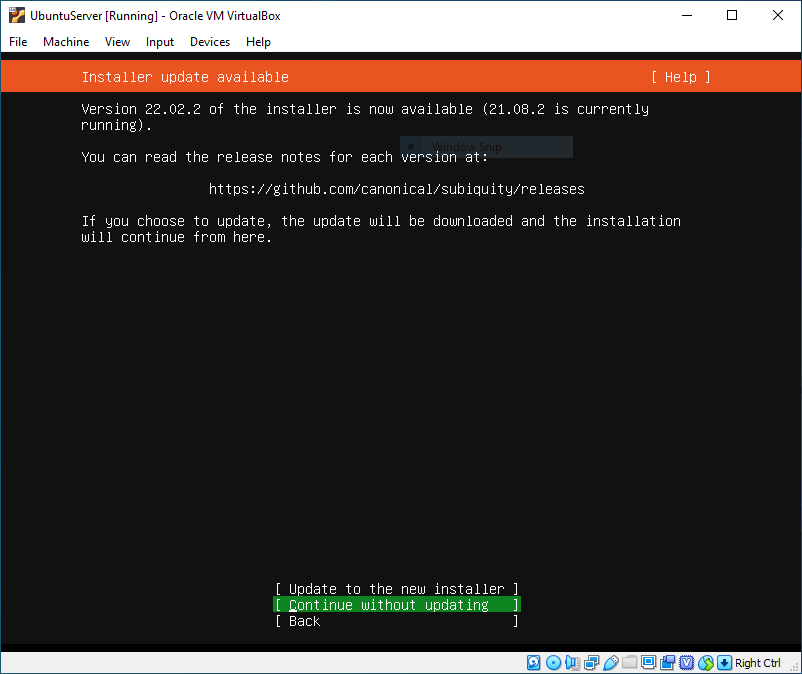 UbuntuServer [Running] - Oracle VM VirtualBox
File Machine View Input Devices Help
Installer update available [ Help ]
Version 22.02.2 of the installer is now available (21.08.2 is currently
running).
Window Snip
You can read the release notes for each version at:
https://github.com/canonical/subiquity/releases
If you choose to update, the update will be downloaded and the installation
will continue from here.
[ Update to the new installer ]
[ Continue without updating ]
[ Back ]
Right Ctrl